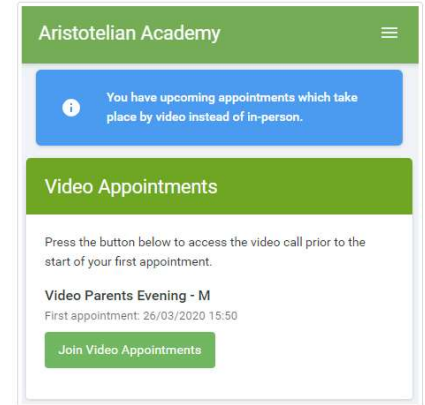 Aristotelian Academy
You have upcoming appointments which take
place by video instead of in-person.
Video Appointments
Press the button below to access the video call prior to the
start of your first appointment.
Video Parents Evening - M
First appointment: 26/03/2020 15:50
Join Video Appointments